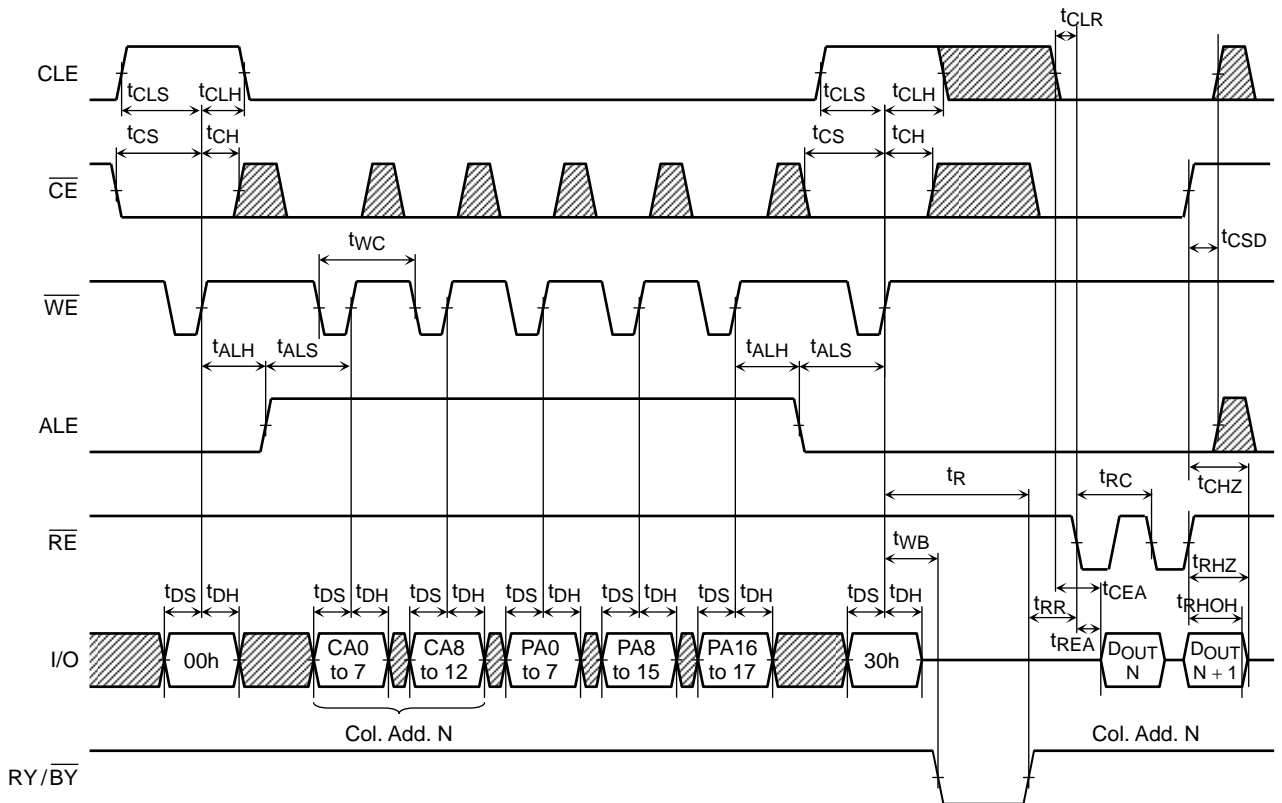 tCLR
CLE
tCLS tCLH tCLS tCLH
tCS tCH tCS tCH
CE
tWC tCSD
WE
tALH tALS tALH tALS
ALE
tR tRC tCHZ
RE
tWB tRHZ
tDS tDH tDS tDH tDS tDH tDS tDH tDS tDH tDS tDH tDS tDH tCEA
tRR tRHOH
tREA
I/O 00h CA0 to 7 CA8 to 12 PA0 to 7 PA8 to 15 PA16 to 17 30h DOUT N DOUT N + 1
Col. Add. N Col. Add. N
RY/BY